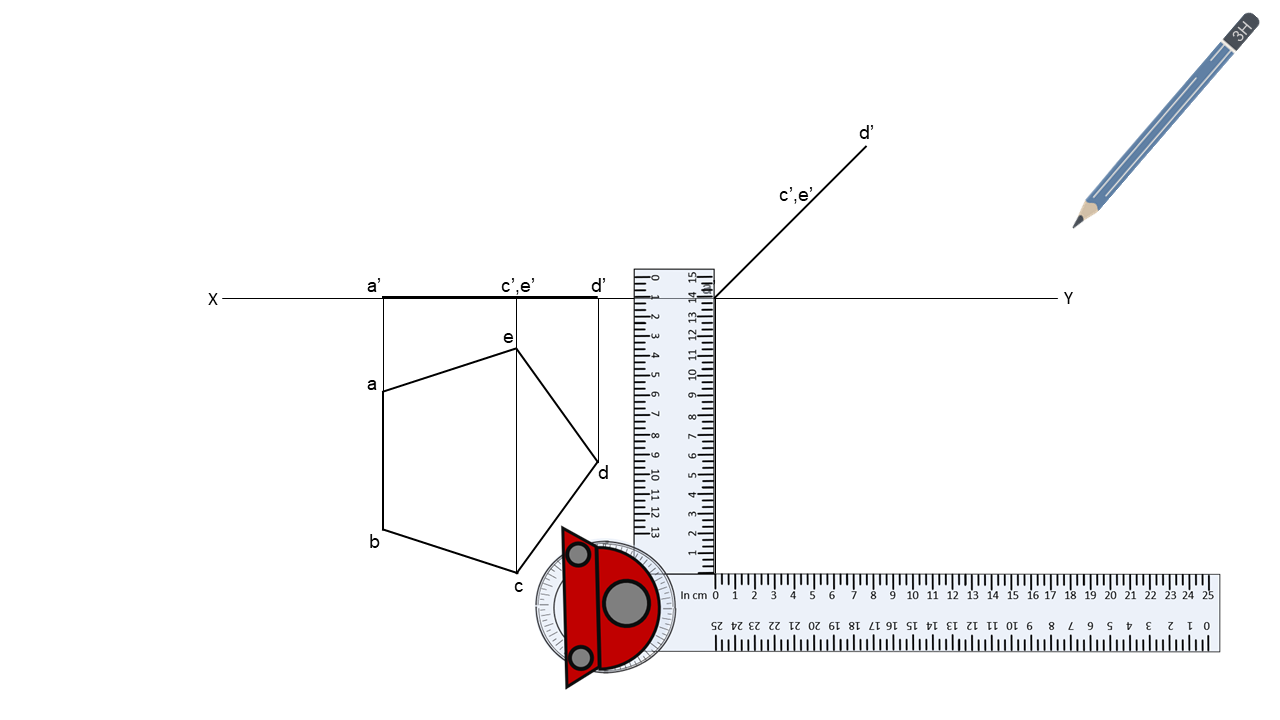 3H
d’
c’,e’
a’ c’,e’ d’
X Y
e
a
d
b
c
0 1 2 3 4 5 6 7 8 9 10 11 12 13
15 14 13 12 11 10 9 8 7 6 5 4 3 2 1
In cm 0 1 2 3 4 5 6 7 8 9 10 11 12 13 14 15 16 17 18 19 20 21 22 23 24 25
25 24 23 22 21 20 19 18 17 16 15 14 13 12 11 10 9 8 7 6 5 4 3 2 1 0